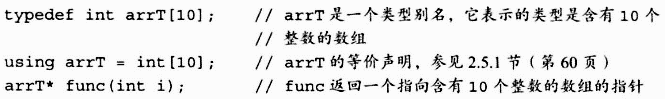 typedef int arrT[10]; // arrT是一个类型别名，它表示的类型是含有10个
// 整数的数组
using arrT = int[10]; // arrT的等价声明，参见2.5.1节（第60页）
arrT* func(int i); // func返回一个指向含有10个整数的数组的指针